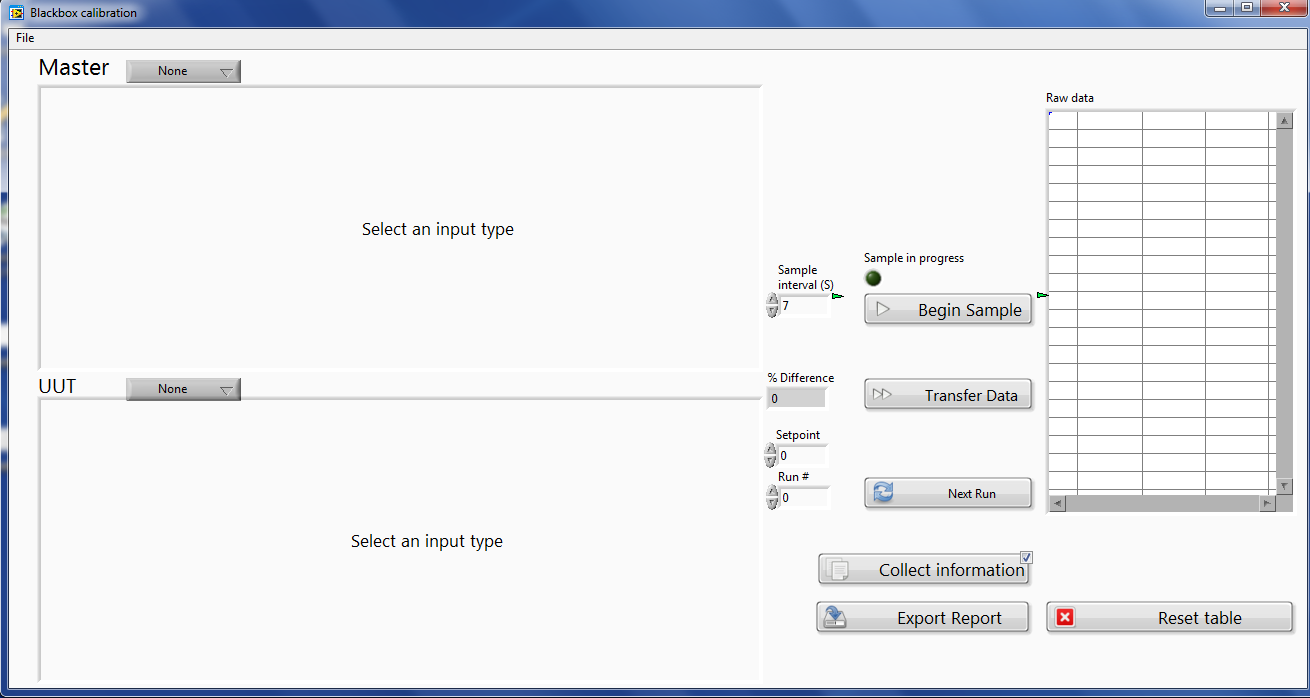 Blackbox calibration
File
Master
None
Select an input type
UUT
None
Select an input type
Sample
interval (S)
7
Sample in progress
Begin Sample
% Difference
0
Transfer Data
Setpoint
0
Run #
0
Next Run
Collect information
Export Report
Raw data
Reset table